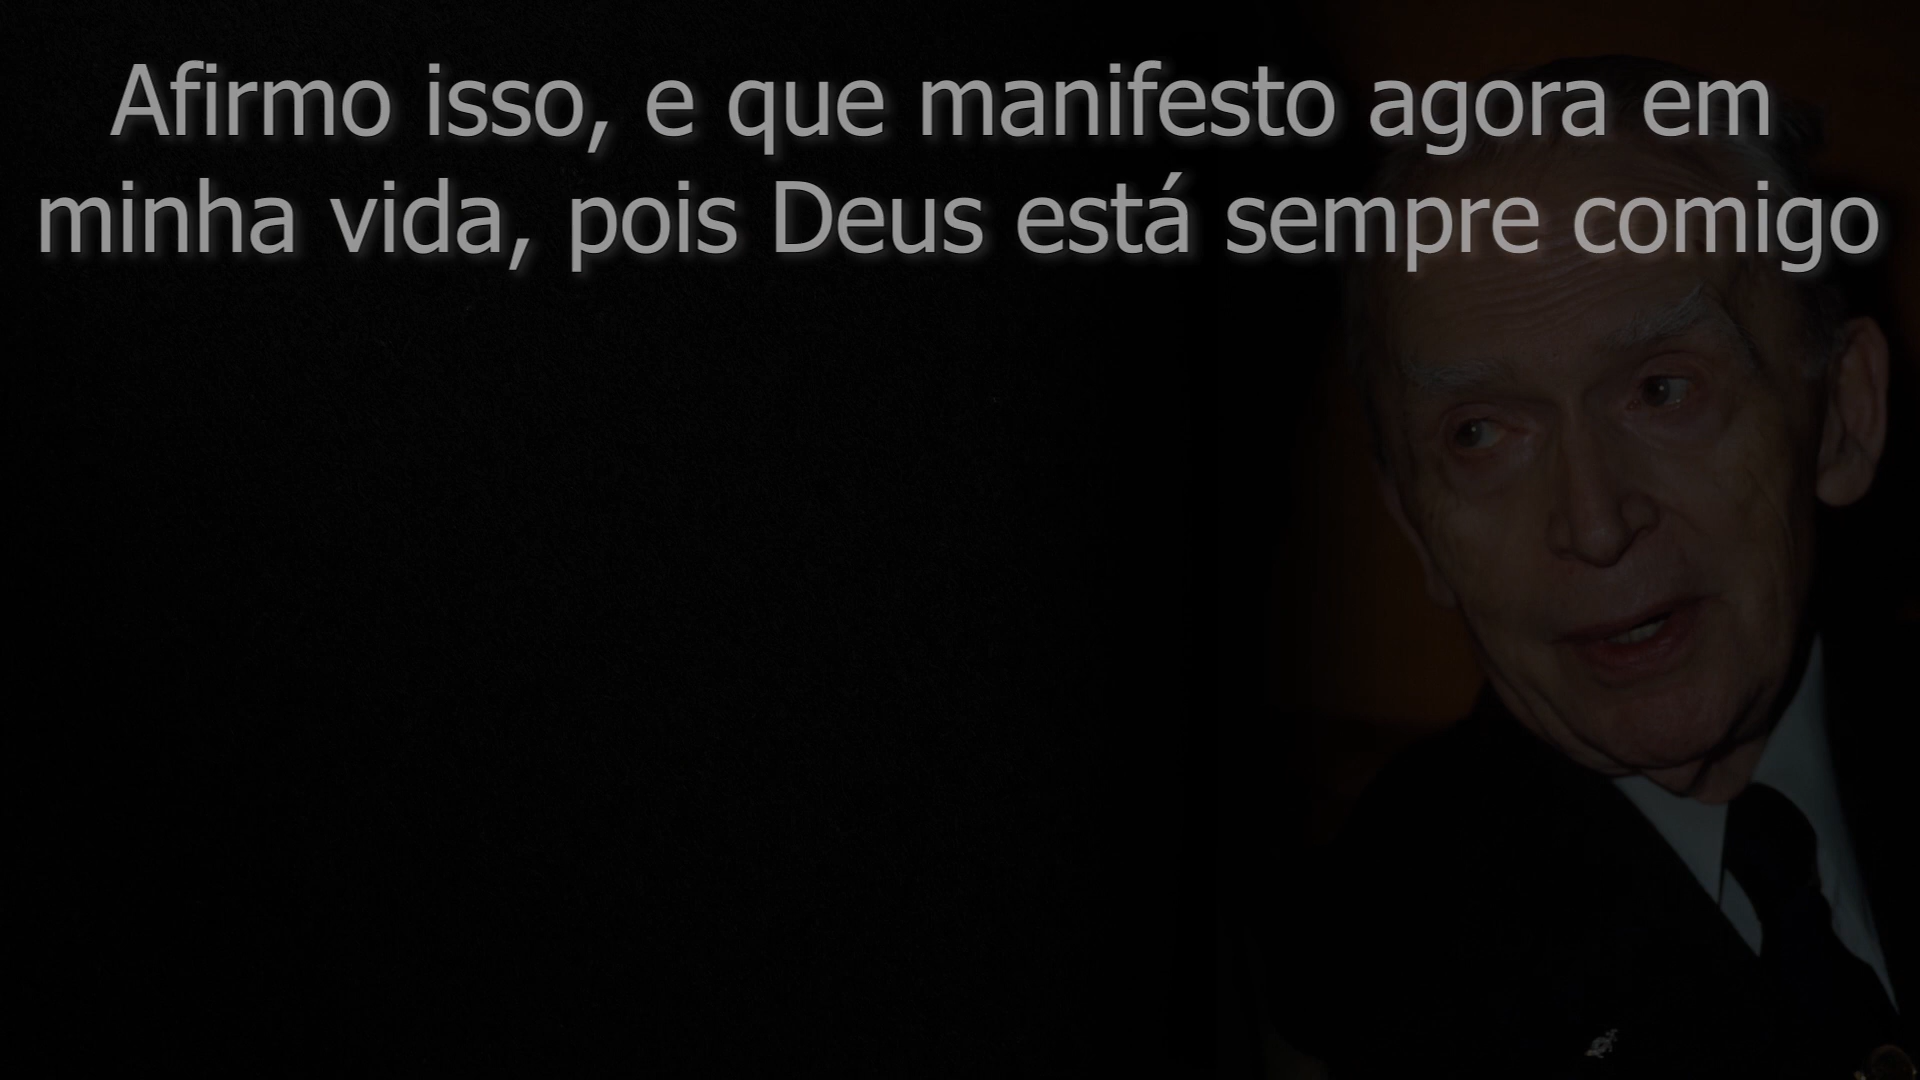 Afirmo isso, e que manifesto agora em
minha vida, pois Deus está sempre comigo